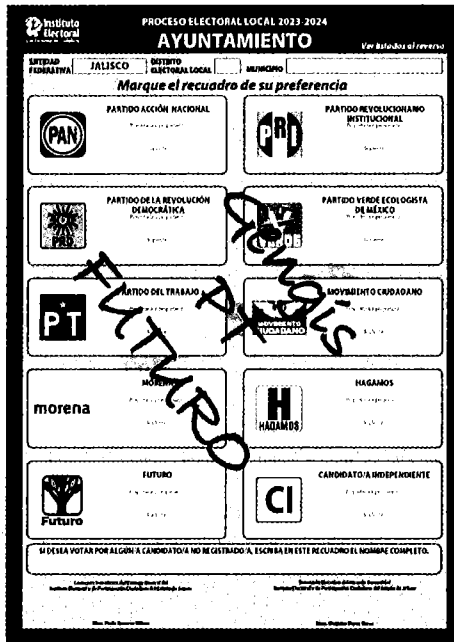 Instituto
Electoral
PROCESO ELECTORAL LOCAL 2023-2024
AYUNTAMIENTO
Ver listados al reverso
ENTIDAD FEDERATIVA JALISCO DISTRITO ELECTORAL LOCAL MUNICIPIO
Marque el recuadro de su preferencia
PAN
PARTIDO ACCIÓN NACIONAL
PRI
PARTIDO REVOLUCIONARIO
INSTITUCIONAL
PRD
PARTIDO DE LA REVOLUCIÓN
DEMOCRÁTICA
PARTIDO VERDE ECOLOGISTA
DE MÉXICO
PT
PARTIDO DEL TRABAJO
MOVIMIENTO
CIUDADANO
MOVIMIENTO CIUDADANO
morena
MORENA
H
HAGAMOS
HAGAMOS
Futuro
FUTURO
CI
CANDIDATO/A INDEPENDIENTE
FUTURO
PT
Gengis
SI DESEA VOTAR POR ALGÚN/A CANDIDATO/A NO REGISTRADO/A, ESCRIBA EN ESTE RECUADRO EL NOMBRE COMPLETO.